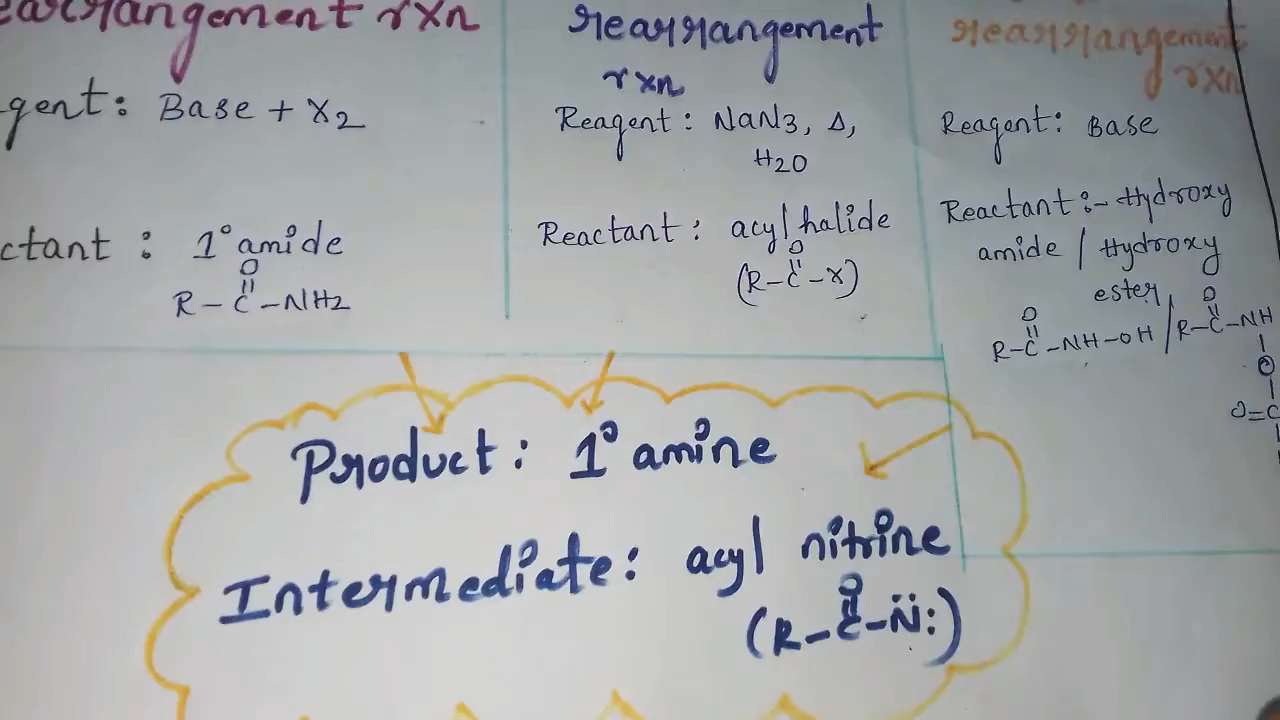 earrangement rxn
gent: Base + X2
ctant : 1° amide
O
R-C-NH2
rearrangement
rxn
Reagent: NaN3, Δ,
H2O
Reactant: acyl halide
O
(R-C-X)
rearrangement
rxn
Reagent: Base
Reactant:- Hydroxy
amide / Hydroxy
ester
O
R-C-NH-OH / R-C-NH
O
O
O=C
Product: 1° amine
Intermediate: acyl nitrine
O
(R-C-N̈:)